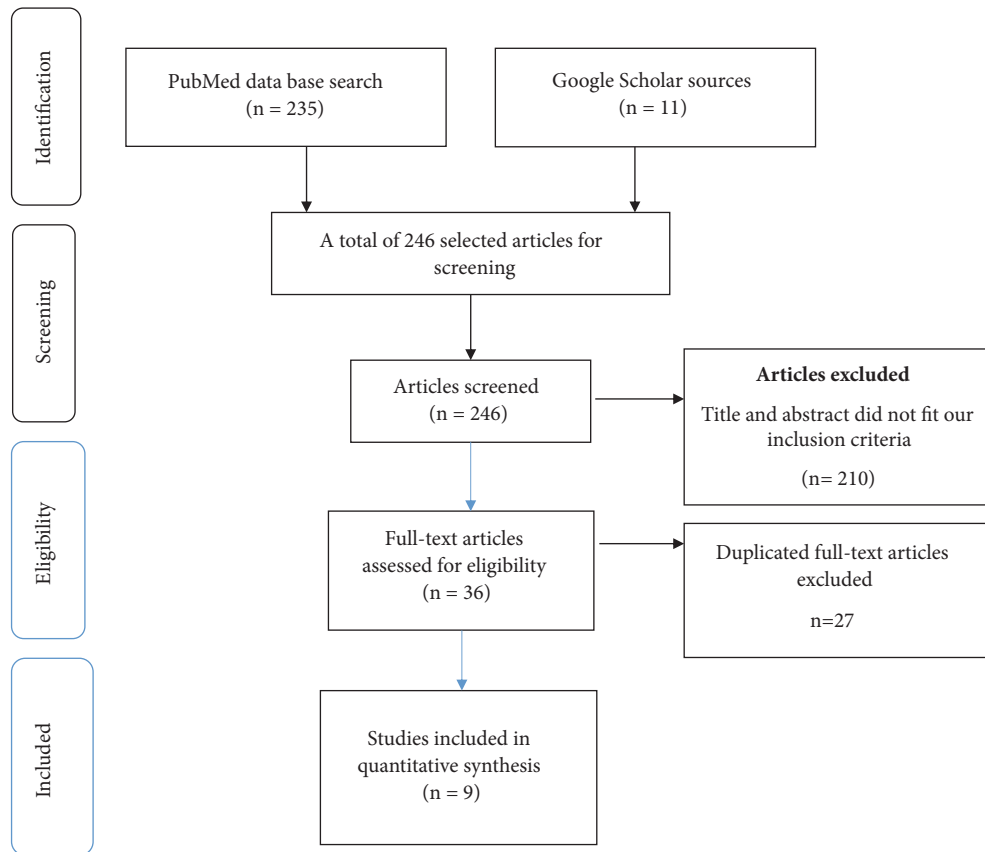 Identification
PubMed data base search
(n = 235)
Google Scholar sources
(n = 11)
Screening
A total of 246 selected articles for
screening
Articles screened
(n = 246)
Articles excluded
Title and abstract did not fit our
inclusion criteria
(n= 210)
Eligibility
Full-text articles
assessed for eligibility
(n = 36)
Duplicated full-text articles
excluded
n=27
Included
Studies included in
quantitative synthesis
(n = 9)